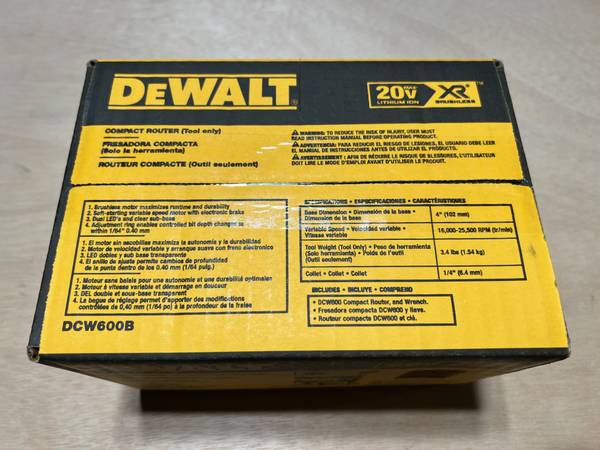 DEWALT
20V MAX*
LITHIUM ION
XR
BRUSHLESS
TM
COMPACT ROUTER (Tool only)
FRESADORA COMPACTA
(Solo la herramienta)
ROUTEUR COMPACTE (Outil seulement)
WARNING: TO REDUCE THE RISK OF INJURY, USER MUST
READ INSTRUCTION MANUAL BEFORE OPERATING PRODUCT.
ADVERTENCIA: PARA REDUCIR EL RIESGO DE LESIONES, EL USUARIO DEBE LEER
EL MANUAL DE INSTRUCCIONES ANTES DE OPERAR EL PRODUCTO.
AVERTISSEMENT: AFIN DE RÉDUIRE LE RISQUE DE BLESSURES, L'UTILISATEUR
DOIT LIRE LE MODE D'EMPLOI AVANT D'UTILISER LE PRODUIT.
1. Brushless motor maximizes runtime and durability
2. Soft-starting variable speed motor with electronic brake
3. Dual LED's and clear sub-base
4. Adjustment ring enables controlled bit depth changes to
within 1/64" 0.40 mm
1. El motor sin escobillas maximiza la autonomía y la durabilidad
2. Motor de velocidad variable y arranque suave con freno electronico
3. LED dobles y sub base transparente
4. El anillo de ajuste permite cambios de profundidad
de la punta dentro de los 0.40 mm (1/64 pulg.)
1. Moteur sans balais pour une autonomie et une durabilité optimales
2. Moteur à vitesse variable et démarrage en douceur
3. DEL double et sous-base transparent
4. La bague de réglage permet d'apporter des modifications
contrôlées de 0,40 mm (1/64 po) à la profondeur de la fraise
DCW600B
SPECIFICATIONS • ESPECIFICACIONES • CARACTÉRISTIQUES
Base Dimension • Dimensión de la base •
Dimension de la base
4" (102 mm)
Variable Speed • Velocidad variable •
Vitesse variable
16,000-25,500 RPM (tr/min)
Tool Weight (Tool Only) • Peso de herramienta
(Solo herramienta) • Poids de l'outil
(Outil seulement)
3.4 lbs (1.54 kg)
Collet • Collet • Collet
1/4" (6.4 mm)
INCLUDES • INCLUYE • COMPREND
• DCW600 Compact Router, and Wrench.
• Fresadora compacta DCW600 y llave.
• Routeur compacte DCW600 et clé.